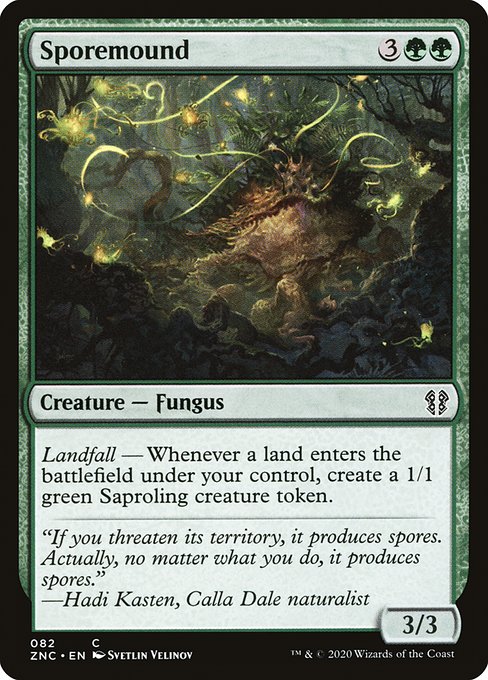 Sporemound 3
Creature — Fungus
Landfall — Whenever a land enters the
battlefield under your control, create a 1/1
green Saproling creature token.
“If you threaten its territory, it produces spores.
Actually, no matter what you do, it produces
spores.”
—Hadi Kasten, Calla Dale naturalist
3/3
082 C
ZNC • EN Svetlin Velinov ™ & © 2020 Wizards of the Coast